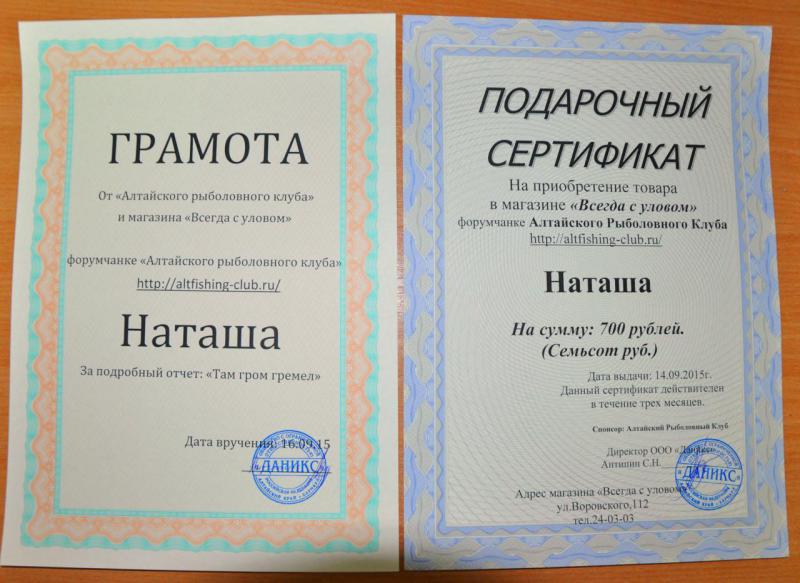 ГРАМОТА
От «Алтайского рыболовного клуба»
и магазина «Всегда с уловом»
форумчанке «Алтайского рыболовного клуба»
http://altfishing-club.ru/
Наташа
За подробный отчет: «Там гром гремел»
Дата вручения: 16.09.15
«ДАНИКС»
ПОДАРОЧНЫЙ
СЕРТИФИКАТ
На приобретение товара
в магазине «Всегда с уловом»
форумчанке Алтайского Рыболовного Клуба
http://altfishing-club.ru/
Наташа
На сумму: 700 рублей.
(Семьсот руб.)
Дата выдачи: 14.09.2015г.
Данный сертификат действителен
в течение трех месяцев.
Спонсор: Алтайский Рыболовный Клуб
Директор ООО «Даникс»
Антипин С.Н.
«ДАНИКС»
Адрес магазина «Всегда с уловом»
ул.Воровского,112
тел.24-03-03